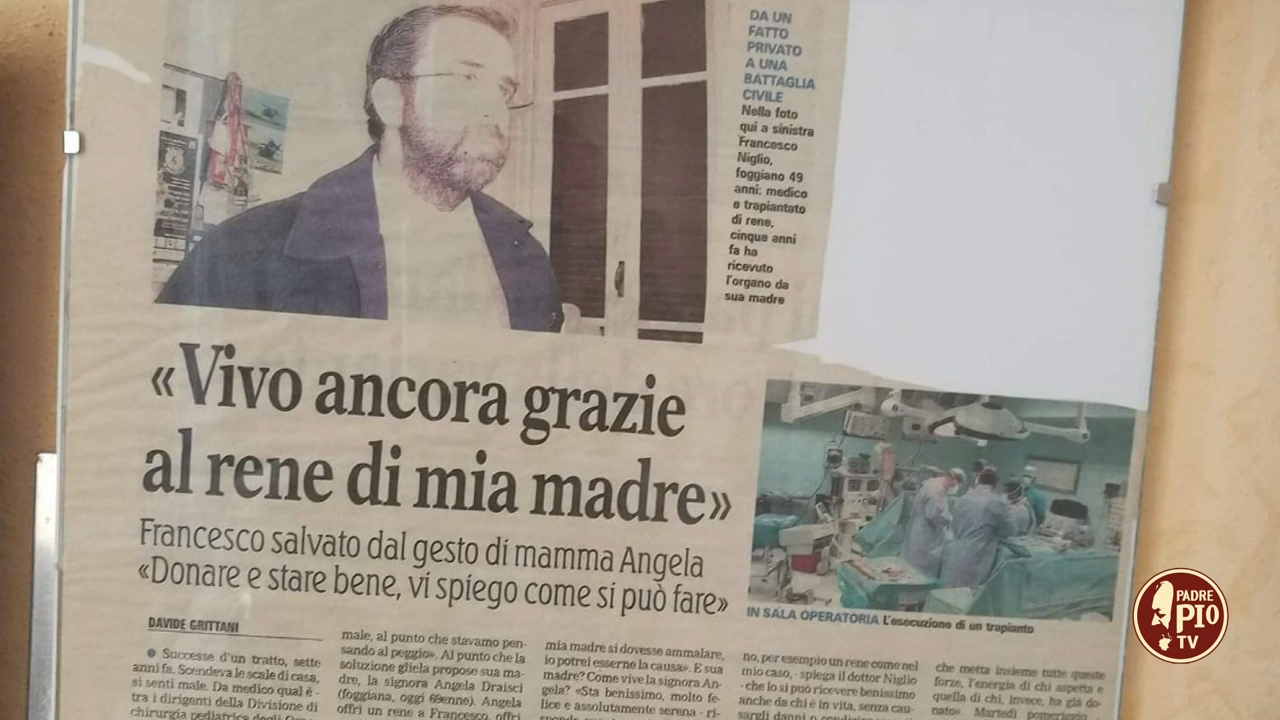 DA UN
FATTO
PRIVATO
A UNA
BATTAGLIA
CIVILE
Nella foto
qui a sinistra
Francesco
Niglio,
foggiano 49
anni: medico
e trapiantato
di rene,
cinque anni
fa ha
ricevuto
l'organo da
sua madre
«Vivo ancora grazie
al rene di mia madre»
Francesco salvato dal gesto di mamma Angela
«Donare e stare bene, vi spiego come si può fare»
IN SALA OPERATORIA L'esecuzione di un trapianto
DAVIDE GRITTANI
● Successe d'un tratto, sette
anni fa. Scendeva le scale di casa,
si sentì male. Da medico qual è -
tra i dirigenti della Divisione di
chirurgia pediatrica degli
male, al punto che stavamo pen-
sando al peggio». Al punto che la
soluzione gliela propose sua ma-
dre, la signora Angela Draisci
(foggiana, oggi 69enne). Angela
offrì un rene a Francesco, offrì
mia madre si dovesse ammalare,
io potrei esserne la causa». E sua
madre? Come vive la signora An-
gela? «Sta benissimo, molto fe-
lice e assolutamente serena - ri-
no, per esempio un rene come nel
mio caso, - spiega il dottor Niglio
- che lo si può ricevere benissimo
anche da chi è in vita, senza cau-
sargli danni o
che metta insieme tutte queste
forze, l'energia di chi aspetta e
quella di chi, invece, ha già do-
nato». Martedì pomeriggio
PADRE
PIO
TV